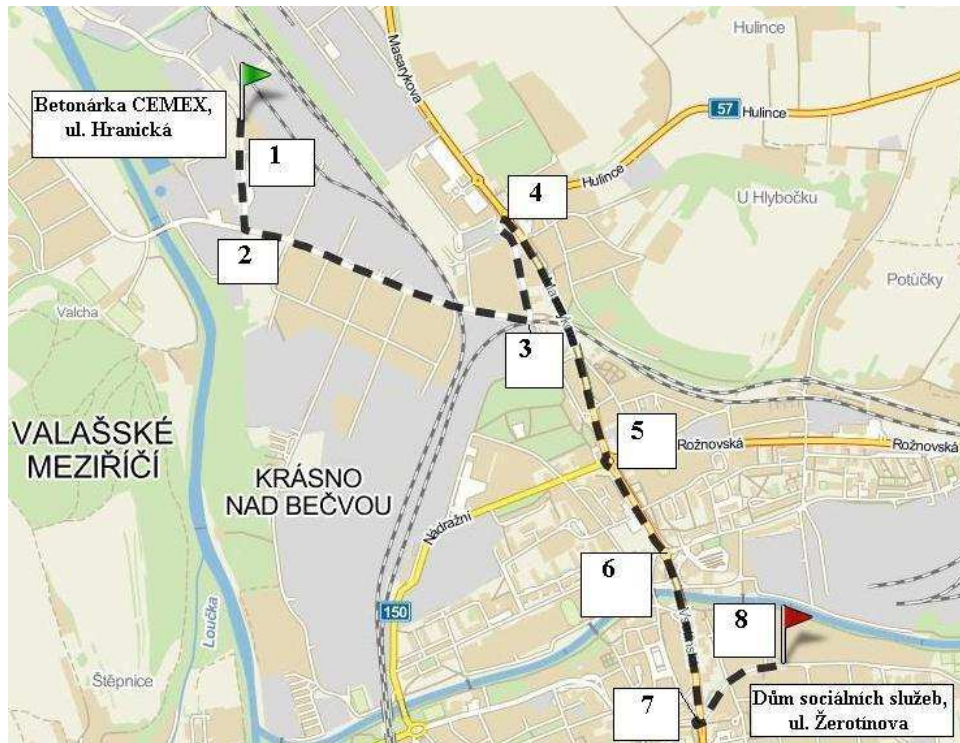 Hulince
Masarykova
57
Hulince
Betonárka CEMEX,
ul. Hranická
1
Hulince
4
U Hlybočku
2
Potůčky
Valcha
3
VALAŠSKÉ
MEZIŘÍČÍ
5
Rožnovská
Rožnovská
KRÁSNO
NAD BEČVOU
Nádražní
6
150
Loučka
8
Štěpnice
7
Dům sociálních služeb,
ul. Žerotínova